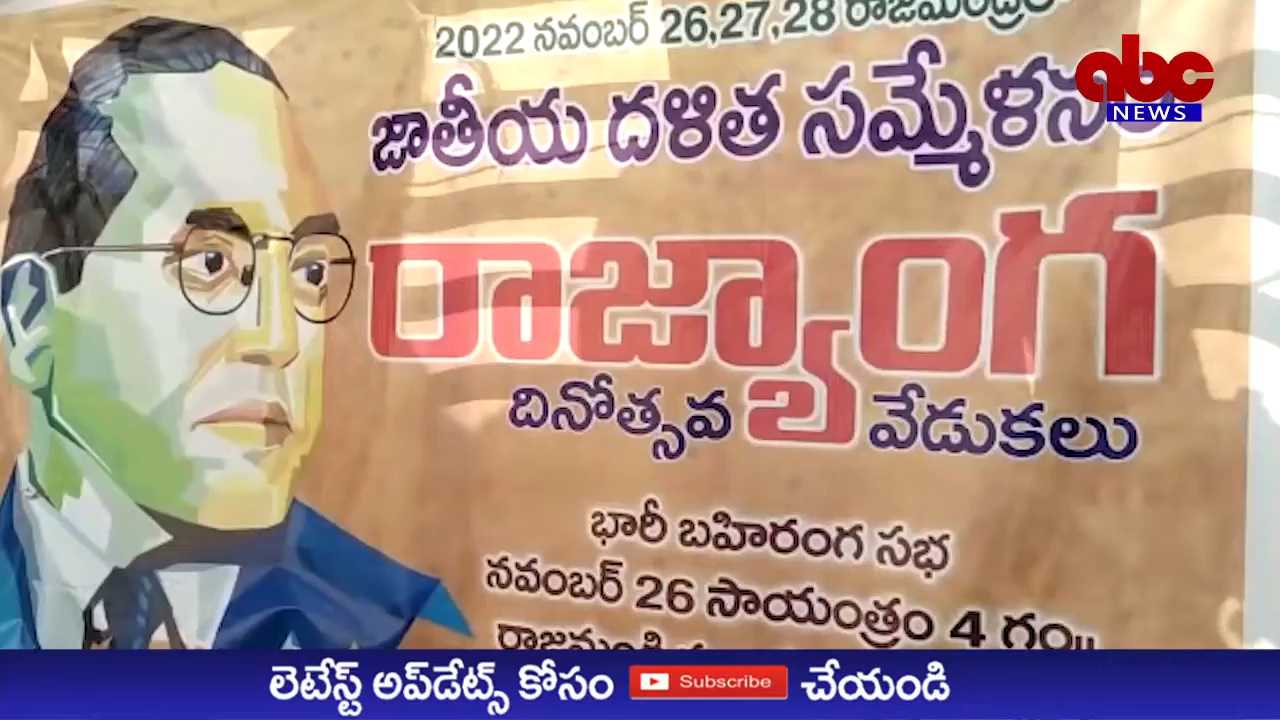 2022 నవంబర్ 26,27,28
జాతీయ దళిత సమ్మేళనం
abc
NEWS
రాజ్యాంగ
దినోత్సవ వేడుకలు
భారీ బహిరంగ సభ
నవంబర్ 26 సాయంత్రం 4 గం॥
లెటేస్ట్ అప్‌డేట్స్ కోసం Subscribe చేయండి